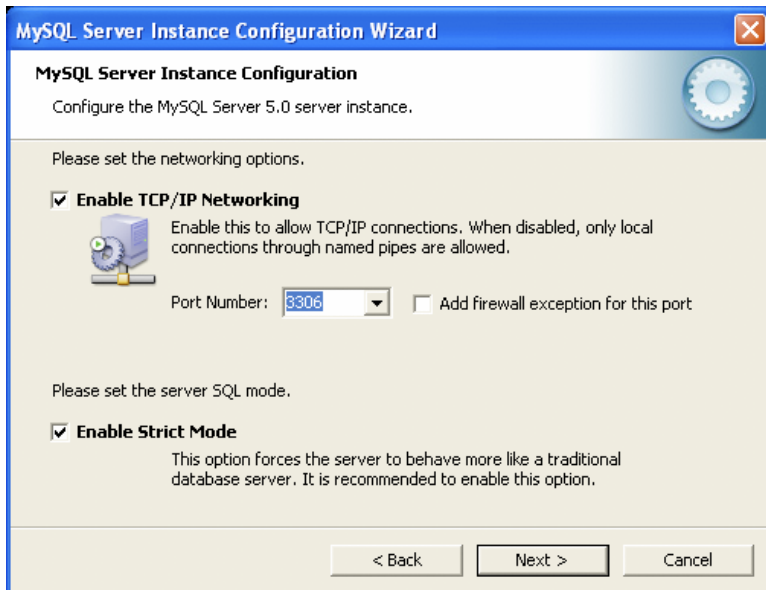 MySQL Server Instance Configuration Wizard
MySQL Server Instance Configuration
Configure the MySQL Server 5.0 server instance.
Please set the networking options.
Enable TCP/IP Networking
Enable this to allow TCP/IP connections. When disabled, only local
connections through named pipes are allowed.
Port Number: 3306 Add firewall exception for this port
Please set the server SQL mode.
Enable Strict Mode
This option forces the server to behave more like a traditional
database server. It is recommended to enable this option.
< Back Next > Cancel